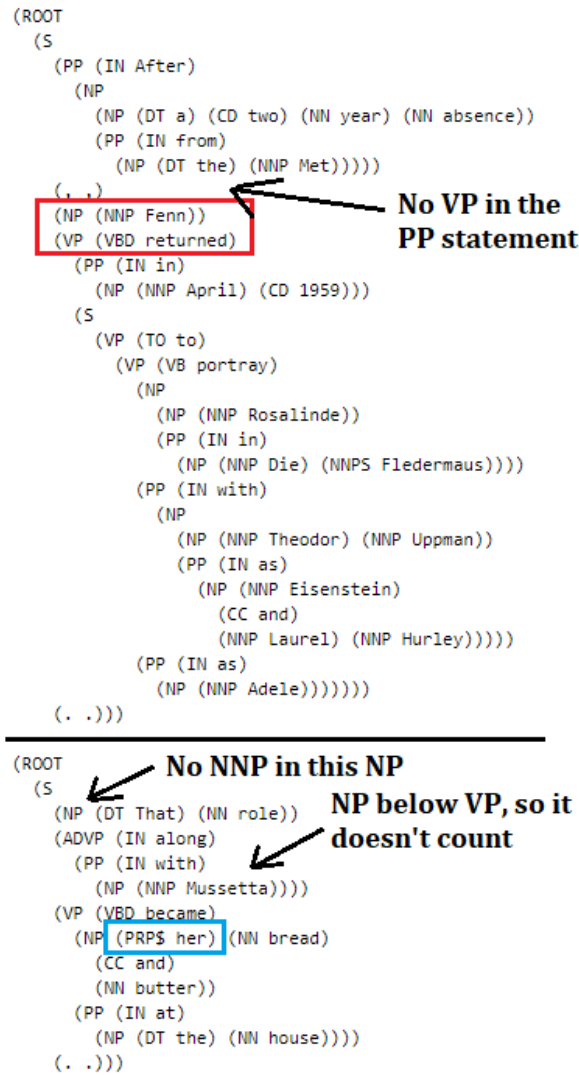 (ROOT
(S
(PP (IN After)
(NP
(NP (DT a) (CD two) (NN year) (NN absence))
(PP (IN from)
(NP (DT the) (NNP Met)))))
(, ,)
No VP in the
PP statement
(NP (NNP Fenn))
(VP (VBD returned)
(PP (IN in)
(NP (NNP April) (CD 1959)))
(S
(VP (TO to)
(VP (VB portray)
(NP
(NP (NNP Rosalinde))
(PP (IN in)
(NP (NNP Die) (NNPS Fledermaus))))
(PP (IN with)
(NP
(NP (NNP Theodor) (NNP Uppman))
(PP (IN as)
(NP (NNP Eisenstein)
(CC and)
(NNP Laurel) (NNP Hurley)))))
(PP (IN as)
(NP (NNP Adele)))))))
(. .)))
(ROOT
No NNP in this NP
(S
(NP (DT That) (NN role))
NP below VP, so it
doesn't count
(ADVP (IN along)
(PP (IN with)
(NP (NNP Mussetta))))
(VP (VBD became)
(NP (PRP$ her) (NN bread)
(CC and)
(NN butter))
(PP (IN at)
(NP (DT the) (NN house))))
(. .)))